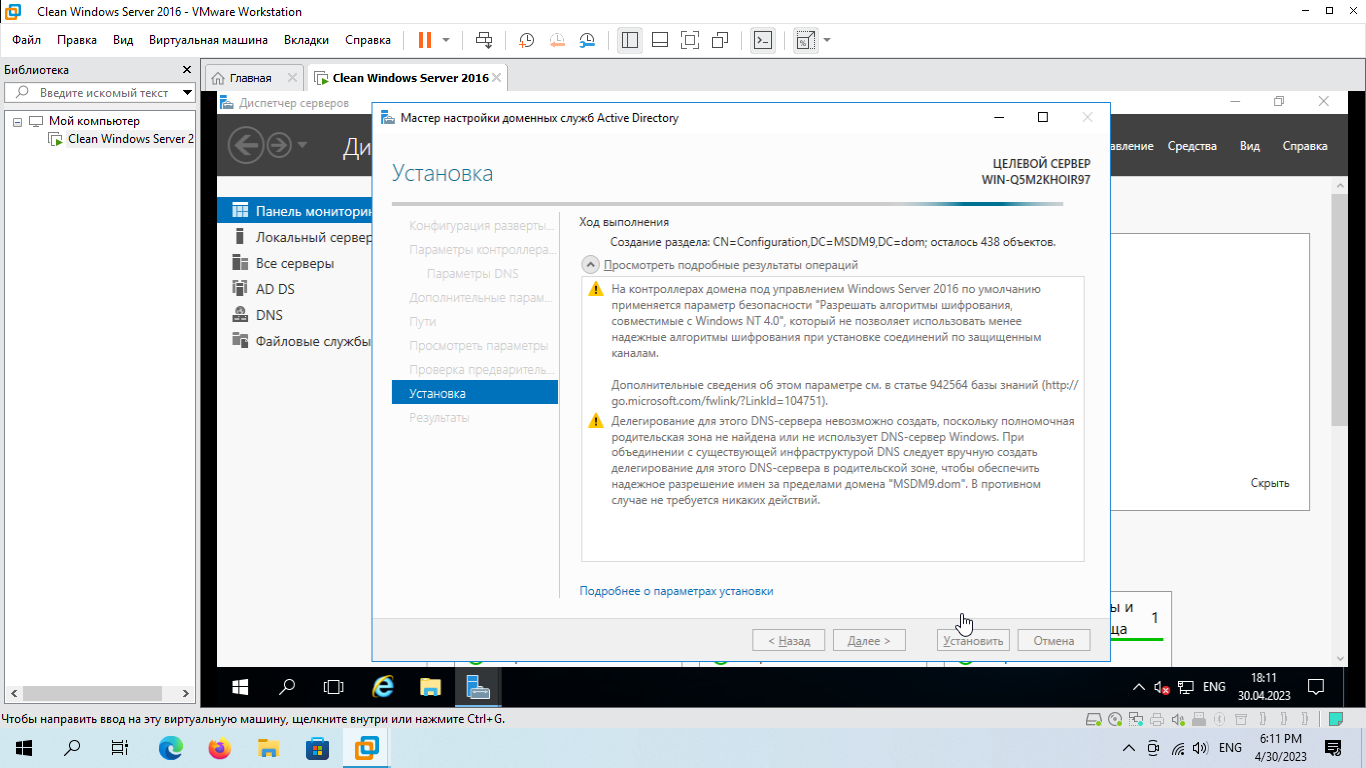 Clean Windows Server 2016 - VMware Workstation
Файл Правка Вид Виртуальная машина Вкладки Справка
Библиотека
Введите искомый текст
Мой компьютер
Clean Windows Server 2
Главная
Clean Windows Server 2016
Диспетчер серверов
Ди
авление Средства Вид Справка
Панель мониторин
Локальный сервер
Все серверы
AD DS
DNS
Файловые службы
Мастер настройки доменных служб Active Directory
Установка
ЦЕЛЕВОЙ СЕРВЕР
WIN-Q5M2KHOIR97
Конфигурация разверты...
Параметры контроллера...
Параметры DNS
Дополнительные парам...
Пути
Просмотреть параметры
Проверка предваритель...
Установка
Результаты
Ход выполнения
Создание раздела: CN=Configuration,DC=MSDM9,DC=dom; осталось 438 объектов.
Просмотреть подробные результаты операций
На контроллерах домена под управлением Windows Server 2016 по умолчанию
применяется параметр безопасности "Разрешать алгоритмы шифрования,
совместимые с Windows NT 4.0", который не позволяет использовать менее
надежные алгоритмы шифрования при установке соединений по защищенным
каналам.
Дополнительные сведения об этом параметре см. в статье 942564 базы знаний (http://
go.microsoft.com/fwlink/?LinkId=104751).
Делегирование для этого DNS-сервера невозможно создать, поскольку полномочная
родительская зона не найдена или не использует DNS-сервер Windows. При
объединении с существующей инфраструктурой DNS следует вручную создать
делегирование для этого DNS-сервера в родительской зоне, чтобы обеспечить
надежное разрешение имен за пределами домена "MSDM9.dom". В противном
случае не требуется никаких действий.
Подробнее о параметрах установки
< Назад
Далее >
Установить
Отмена
Скрыть
ы и
ща
1
ENG
18:11
30.04.2023
Чтобы направить ввод на эту виртуальную машину, щелкните внутри или нажмите Ctrl+G.
ENG
6:11 PM
4/30/2023